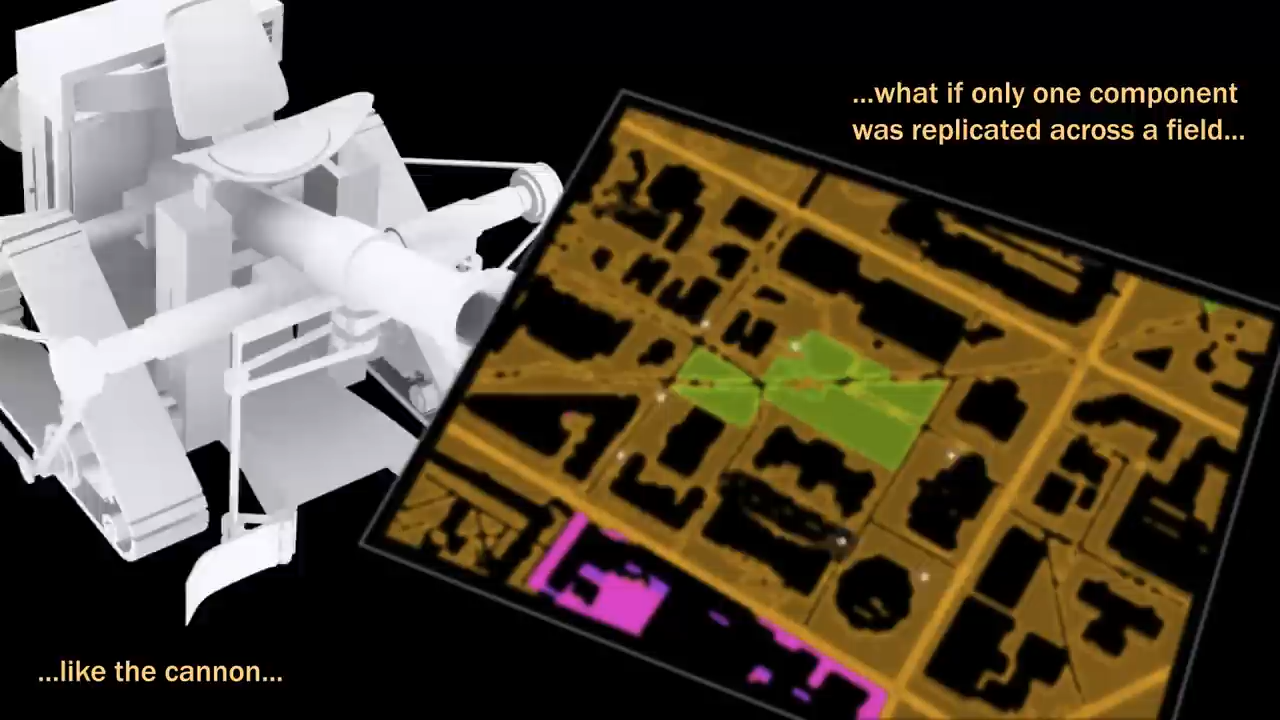 ...what if only one component
was replicated across a field...
...like the cannon...